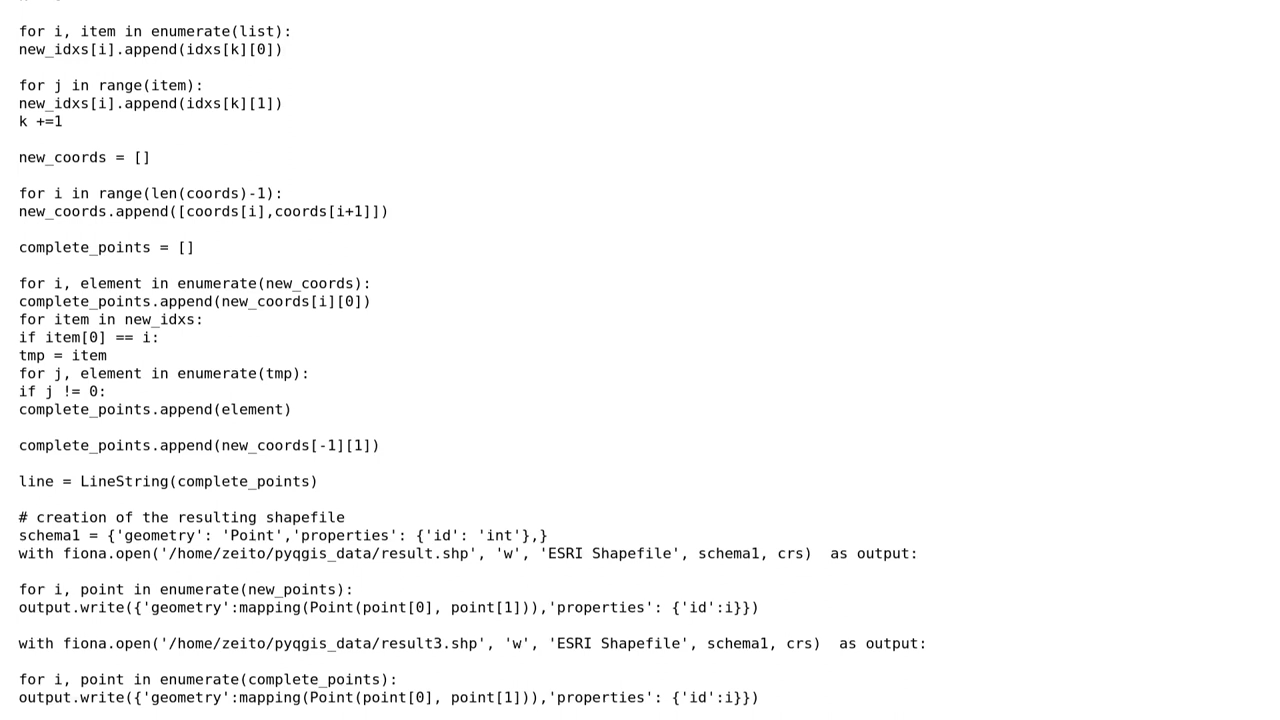 for i, item in enumerate(list):
new_idxs[i].append(idxs[k][0])
for j in range(item):
new_idxs[i].append(idxs[k][1])
k +=1
new_coords = []
for i in range(len(coords)-1):
new_coords.append([coords[i],coords[i+1]])
complete_points = []
for i, element in enumerate(new_coords):
complete_points.append(new_coords[i][0])
for item in new_idxs:
if item[0] == i:
tmp = item
for j, element in enumerate(tmp):
if j != 0:
complete_points.append(element)
complete_points.append(new_coords[-1][1])
line = LineString(complete_points)
# creation of the resulting shapefile
schema1 = {'geometry': 'Point','properties': {'id': 'int'},}
with fiona.open('/home/zeito/pyqgis_data/result.shp', 'w', 'ESRI Shapefile', schema1, crs)  as output:
for i, point in enumerate(new_points):
output.write({'geometry':mapping(Point(point[0], point[1])),'properties': {'id':i}})
with fiona.open('/home/zeito/pyqgis_data/result3.shp', 'w', 'ESRI Shapefile', schema1, crs)  as output:
for i, point in enumerate(complete_points):
output.write({'geometry':mapping(Point(point[0], point[1])),'properties': {'id':i}})